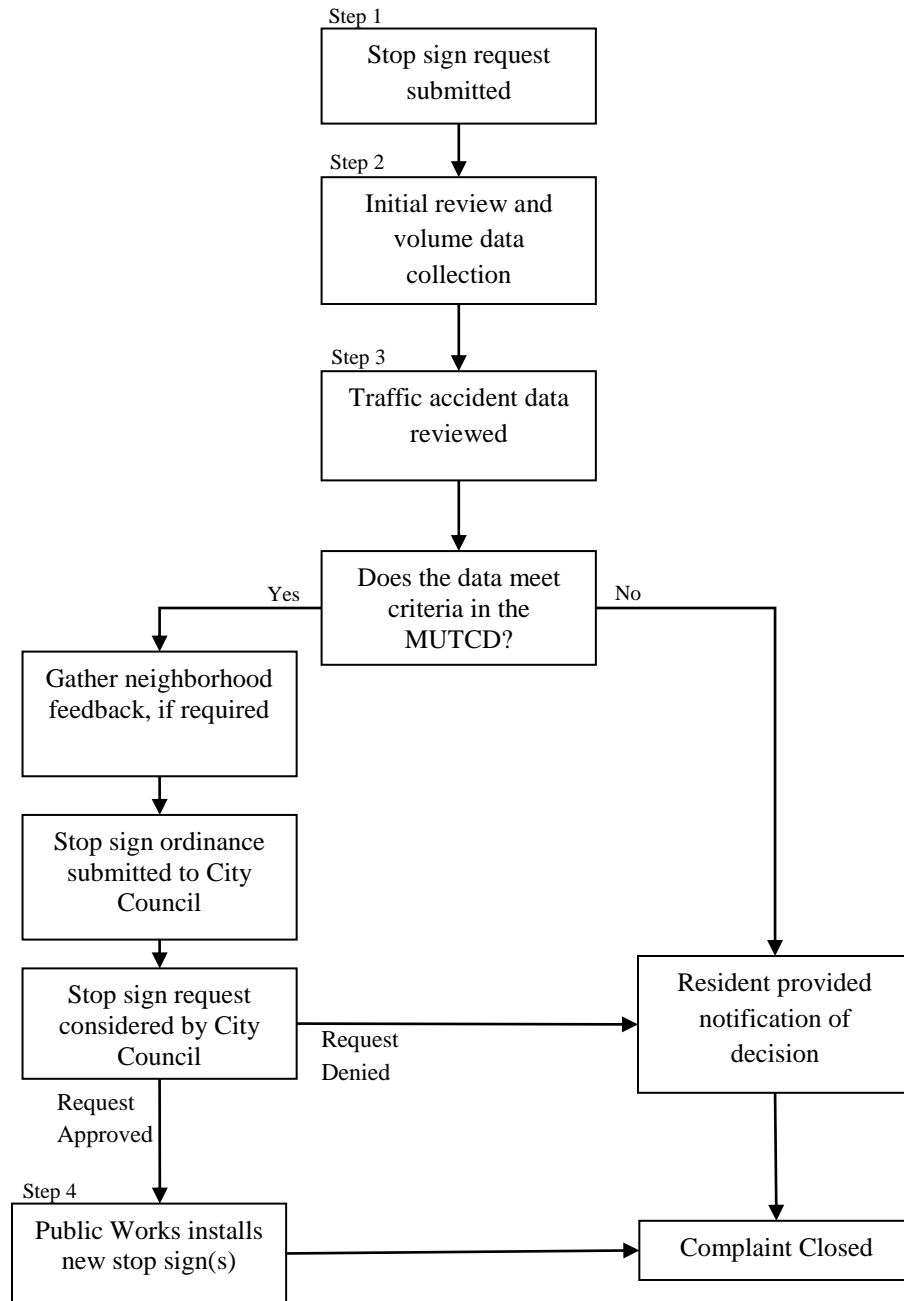 Step 1
Stop sign request
submitted
Step 2
Initial review and
volume data
collection
Step 3
Traffic accident data
reviewed
Does the data meet
criteria in the
MUTCD?
Yes
No
Gather neighborhood
feedback, if required
Stop sign ordinance
submitted to City
Council
Stop sign request
considered by City
Council
Request
Denied
Resident provided
notification of
decision
Request
Approved
Step 4
Public Works installs
new stop sign(s)
Complaint Closed